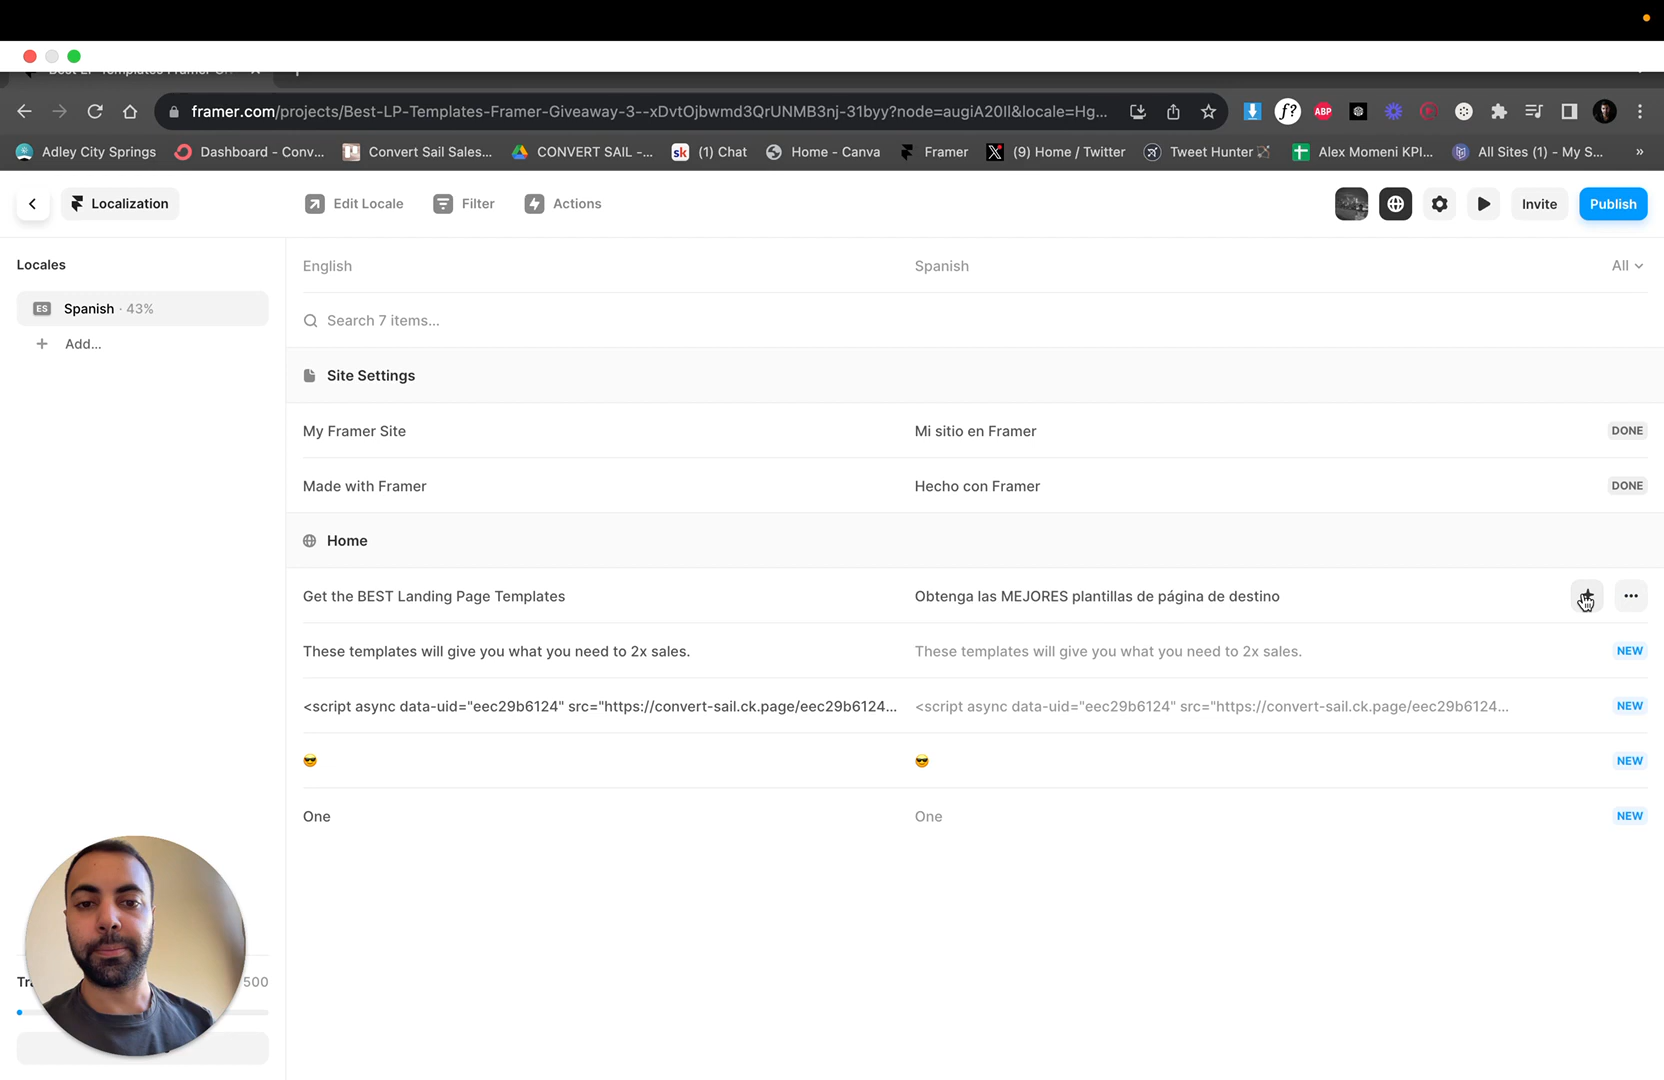 framer.com/projects/Best-LP-Templates-Framer-Giveaway-3--xDvtOjbwmd3QrUNMB3nj-31byy?node=augiA20Il&locale=Hg...
Adley City Springs
Dashboard - Conv...
Convert Sail Sales...
CONVERT SAIL -...
sk
(1) Chat
Home - Canva
Framer
(9) Home / Twitter
Tweet Hunter
Alex Momeni KPI...
All Sites (1) - My S...
»
Localization
Edit Locale
Filter
Actions
Invite
Publish
Locales
ES Spanish · 43%
+ Add...
English Spanish All
Search 7 items...
Site Settings
My Framer Site Mi sitio en Framer DONE
Made with Framer Hecho con Framer DONE
Home
Get the BEST Landing Page Templates Obtenga las MEJORES plantillas de página de destino
These templates will give you what you need to 2x sales. These templates will give you what you need to 2x sales. NEW
<script async data-uid="eec29b6124" src="https://convert-sail.ck.page/eec29b6124... <script async data-uid="eec29b6124" src="https://convert-sail.ck.page/eec29b6124... NEW
😎 😎 NEW
One One NEW
500